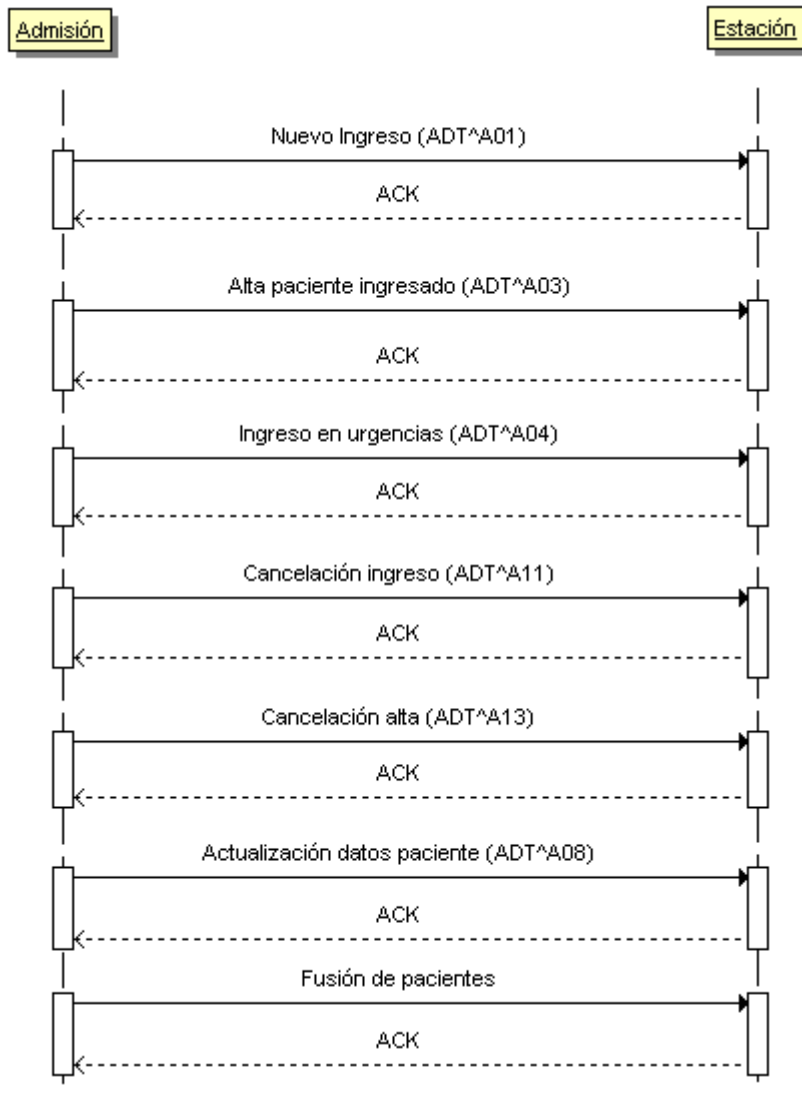 Admisión
Estación
Nuevo Ingreso (ADT^A01)
ACK
Alta paciente ingresado (ADT^A03)
ACK
Ingreso en urgencias (ADT^A04)
ACK
Cancelación ingreso (ADT^A11)
ACK
Cancelación alta (ADT^A13)
ACK
Actualización datos paciente (ADT^A08)
ACK
Fusión de pacientes
ACK